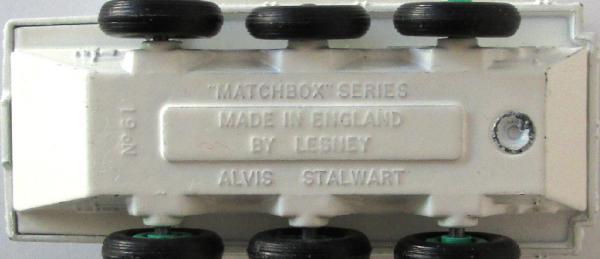 "MATCHBOX" SERIES
MADE IN ENGLAND
BY LESNEY
ALVIS STALWART
Nº 61